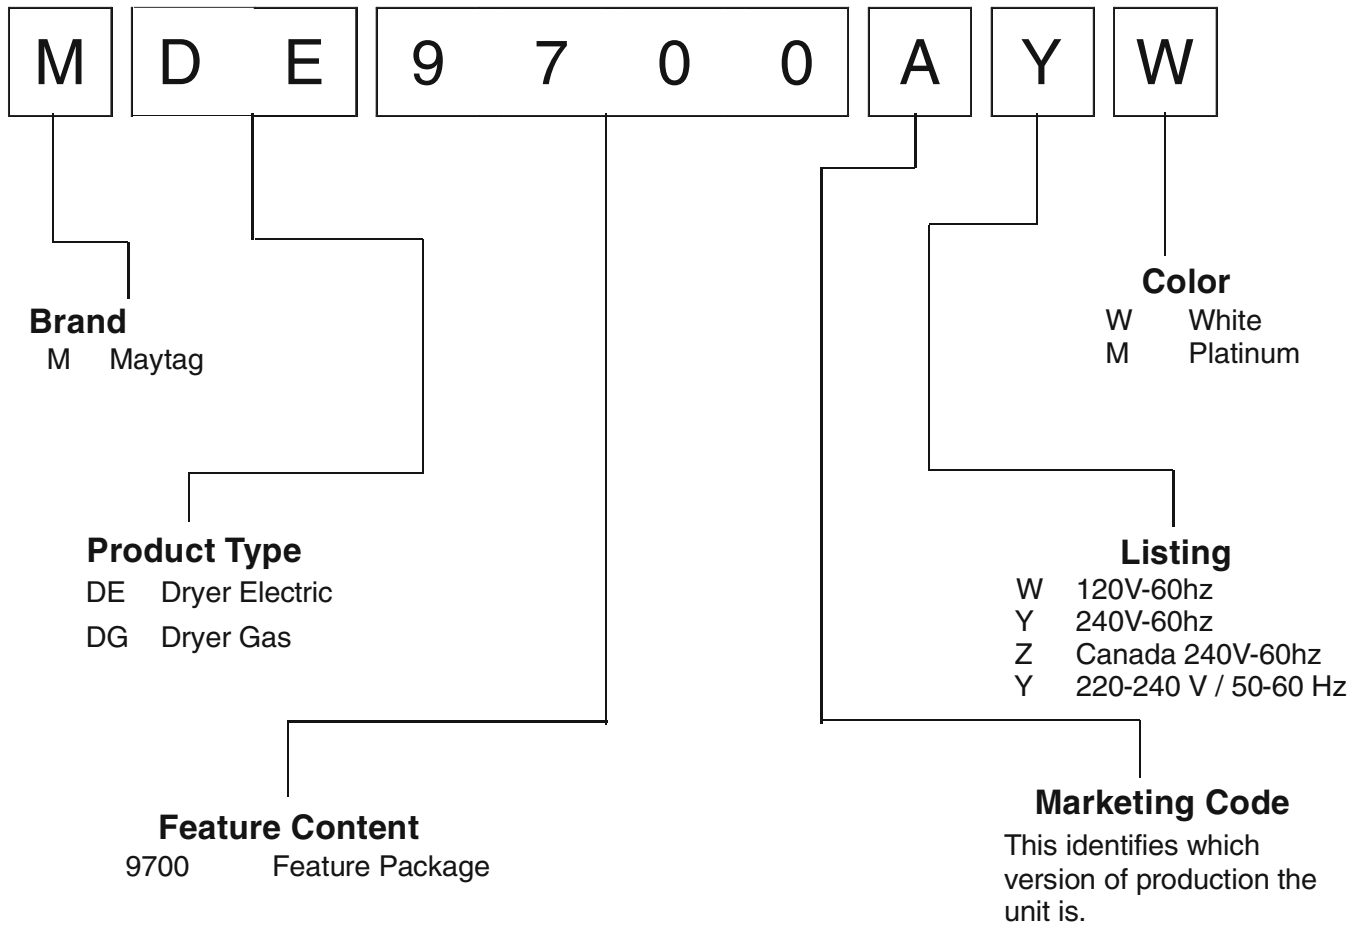 M D E 9 7 0 0 A Y W
Brand
M Maytag
Color
W White
M Platinum
Product Type
DE Dryer Electric
DG Dryer Gas
Listing
W 120V-60hz
Y 240V-60hz
Z Canada 240V-60hz
Y 220-240 V / 50-60 Hz
Feature Content
9700 Feature Package
Marketing Code
This identifies which
version of production the
unit is.